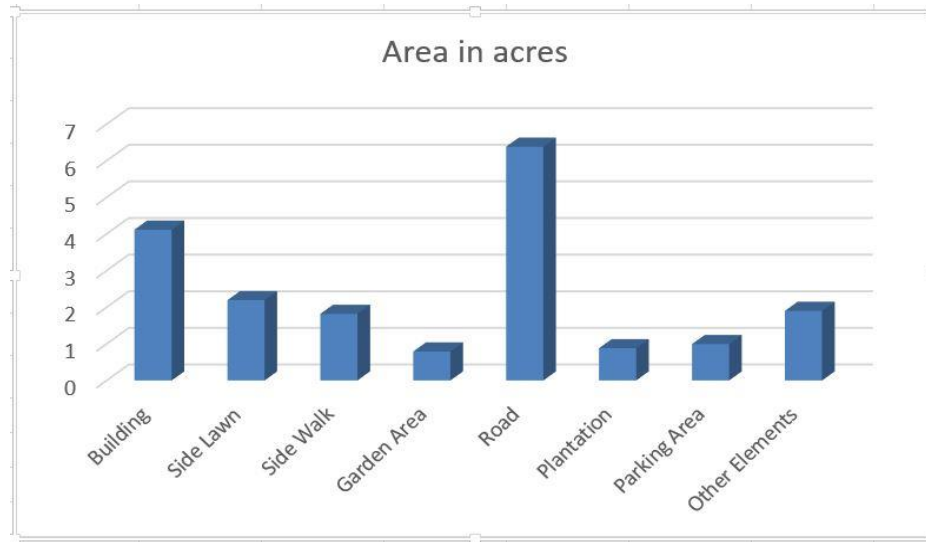 Area in acres
7
6
5
4
3
2
1
0
Building
Side Lawn
Side Walk
Garden Area
Road
Plantation
Parking Area
Other Elements